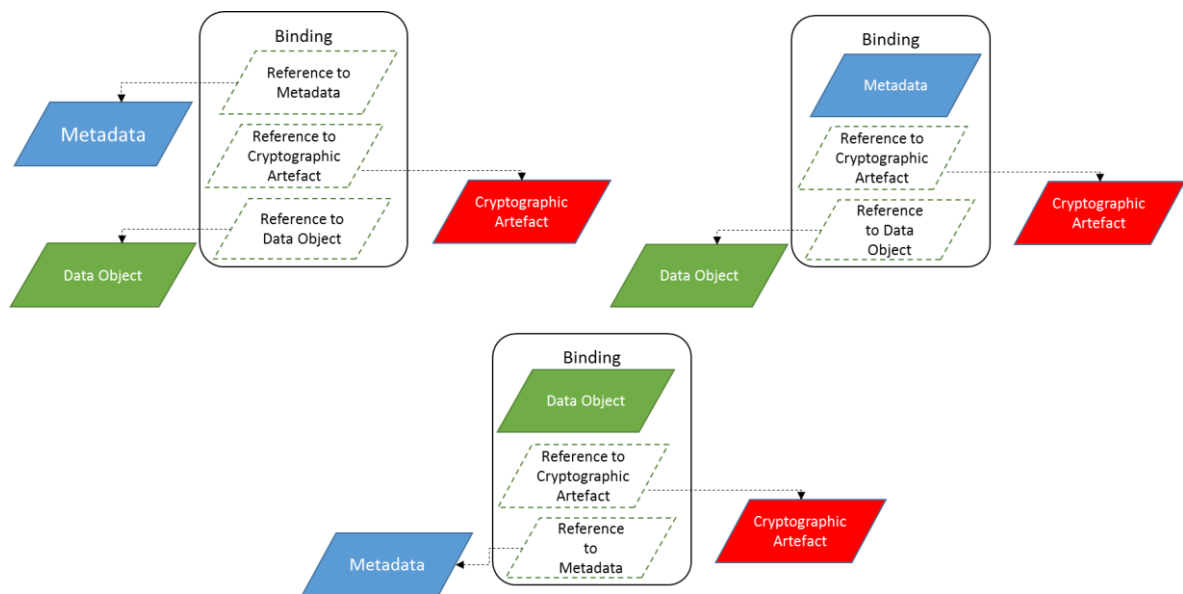 Binding
Reference to
Metadata
Metadata
Reference to
Cryptographic
Artefact
Cryptographic
Artefact
Reference to
Data Object
Data Object
Binding
Metadata
Reference to
Cryptographic
Artefact
Cryptographic
Artefact
Reference
to Data
Object
Data Object
Binding
Data Object
Reference to
Cryptographic
Artefact
Cryptographic
Artefact
Reference
to
Metadata
Metadata